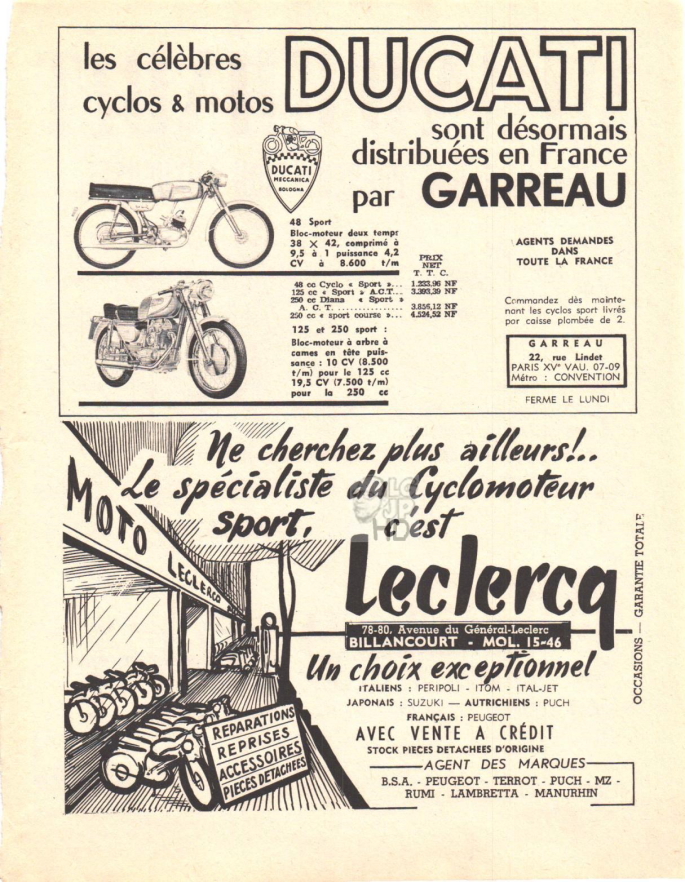 les célèbres
cyclos & motos
DUCATI
sont désormais
distribuées en France
par GARREAU
DUCATI
MECCANICA
BOLOGNA
48 Sport
Bloc-moteur deux temps
38 × 42, comprimé à
9,5 à 1 puissance 4,2
CV à 8.600 t/m
PRIX
NET
T. T. C.
48 cc Cyclo « Sport »... 1.233,96 NF
125 cc « Sport » A.C.T... 3.393,39 NF
250 cc Diana « Sport »
A. C. T. ................ 3.856,12 NF
250 cc « sport course »... 4.524,52 NF
125 et 250 sport :
Bloc-moteur à arbre à
cames en tête puis-
sance : 10 CV (8.500
t/m) pour le 125 cc
19,5 CV (7.500 t/m)
pour la 250 cc
AGENTS DEMANDES
DANS
TOUTE LA FRANCE
Commandez dès mainte-
nant les cyclos sport livrés
par caisse plombée de 2.
GARREAU
22, rue Lindet
PARIS XVe VAU. 07-09
Métro : CONVENTION
FERME LE LUNDI
Ne cherchez plus ailleurs!..
Le spécialiste du Cyclomoteur
sport, c'est
Leclercq
MOTO LECLERCQ
78-80, Avenue du Général-Leclerc
BILLANCOURT - MOL. 15-46
Un choix exceptionnel
ITALIENS : PERIPOLI - ITOM - ITAL-JET
JAPONAIS : SUZUKI — AUTRICHIENS : PUCH
FRANÇAIS : PEUGEOT
AVEC VENTE A CRÉDIT
STOCK PIECES DETACHEES D'ORIGINE
AGENT DES MARQUES
B.S.A. - PEUGEOT - TERROT - PUCH - MZ -
RUMI - LAMBRETTA - MANURHIN
REPARATIONS
REPRISES
ACCESSOIRES
PIECES DETACHEES
OCCASIONS — GARANTIE TOTALE